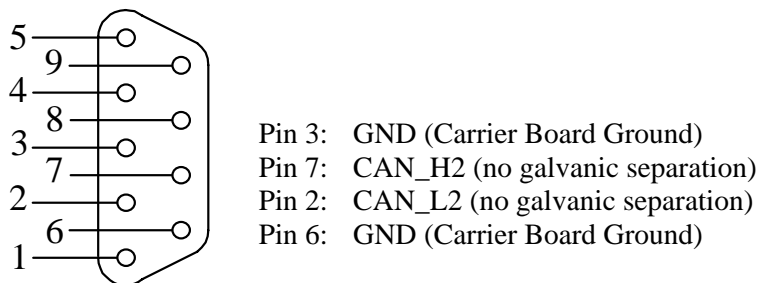 5
9
4
8
3
7
2
6
1
Pin 3: GND (Carrier Board Ground)
Pin 7: CAN_H2 (no galvanic separation)
Pin 2: CAN_L2 (no galvanic separation)
Pin 6: GND (Carrier Board Ground)